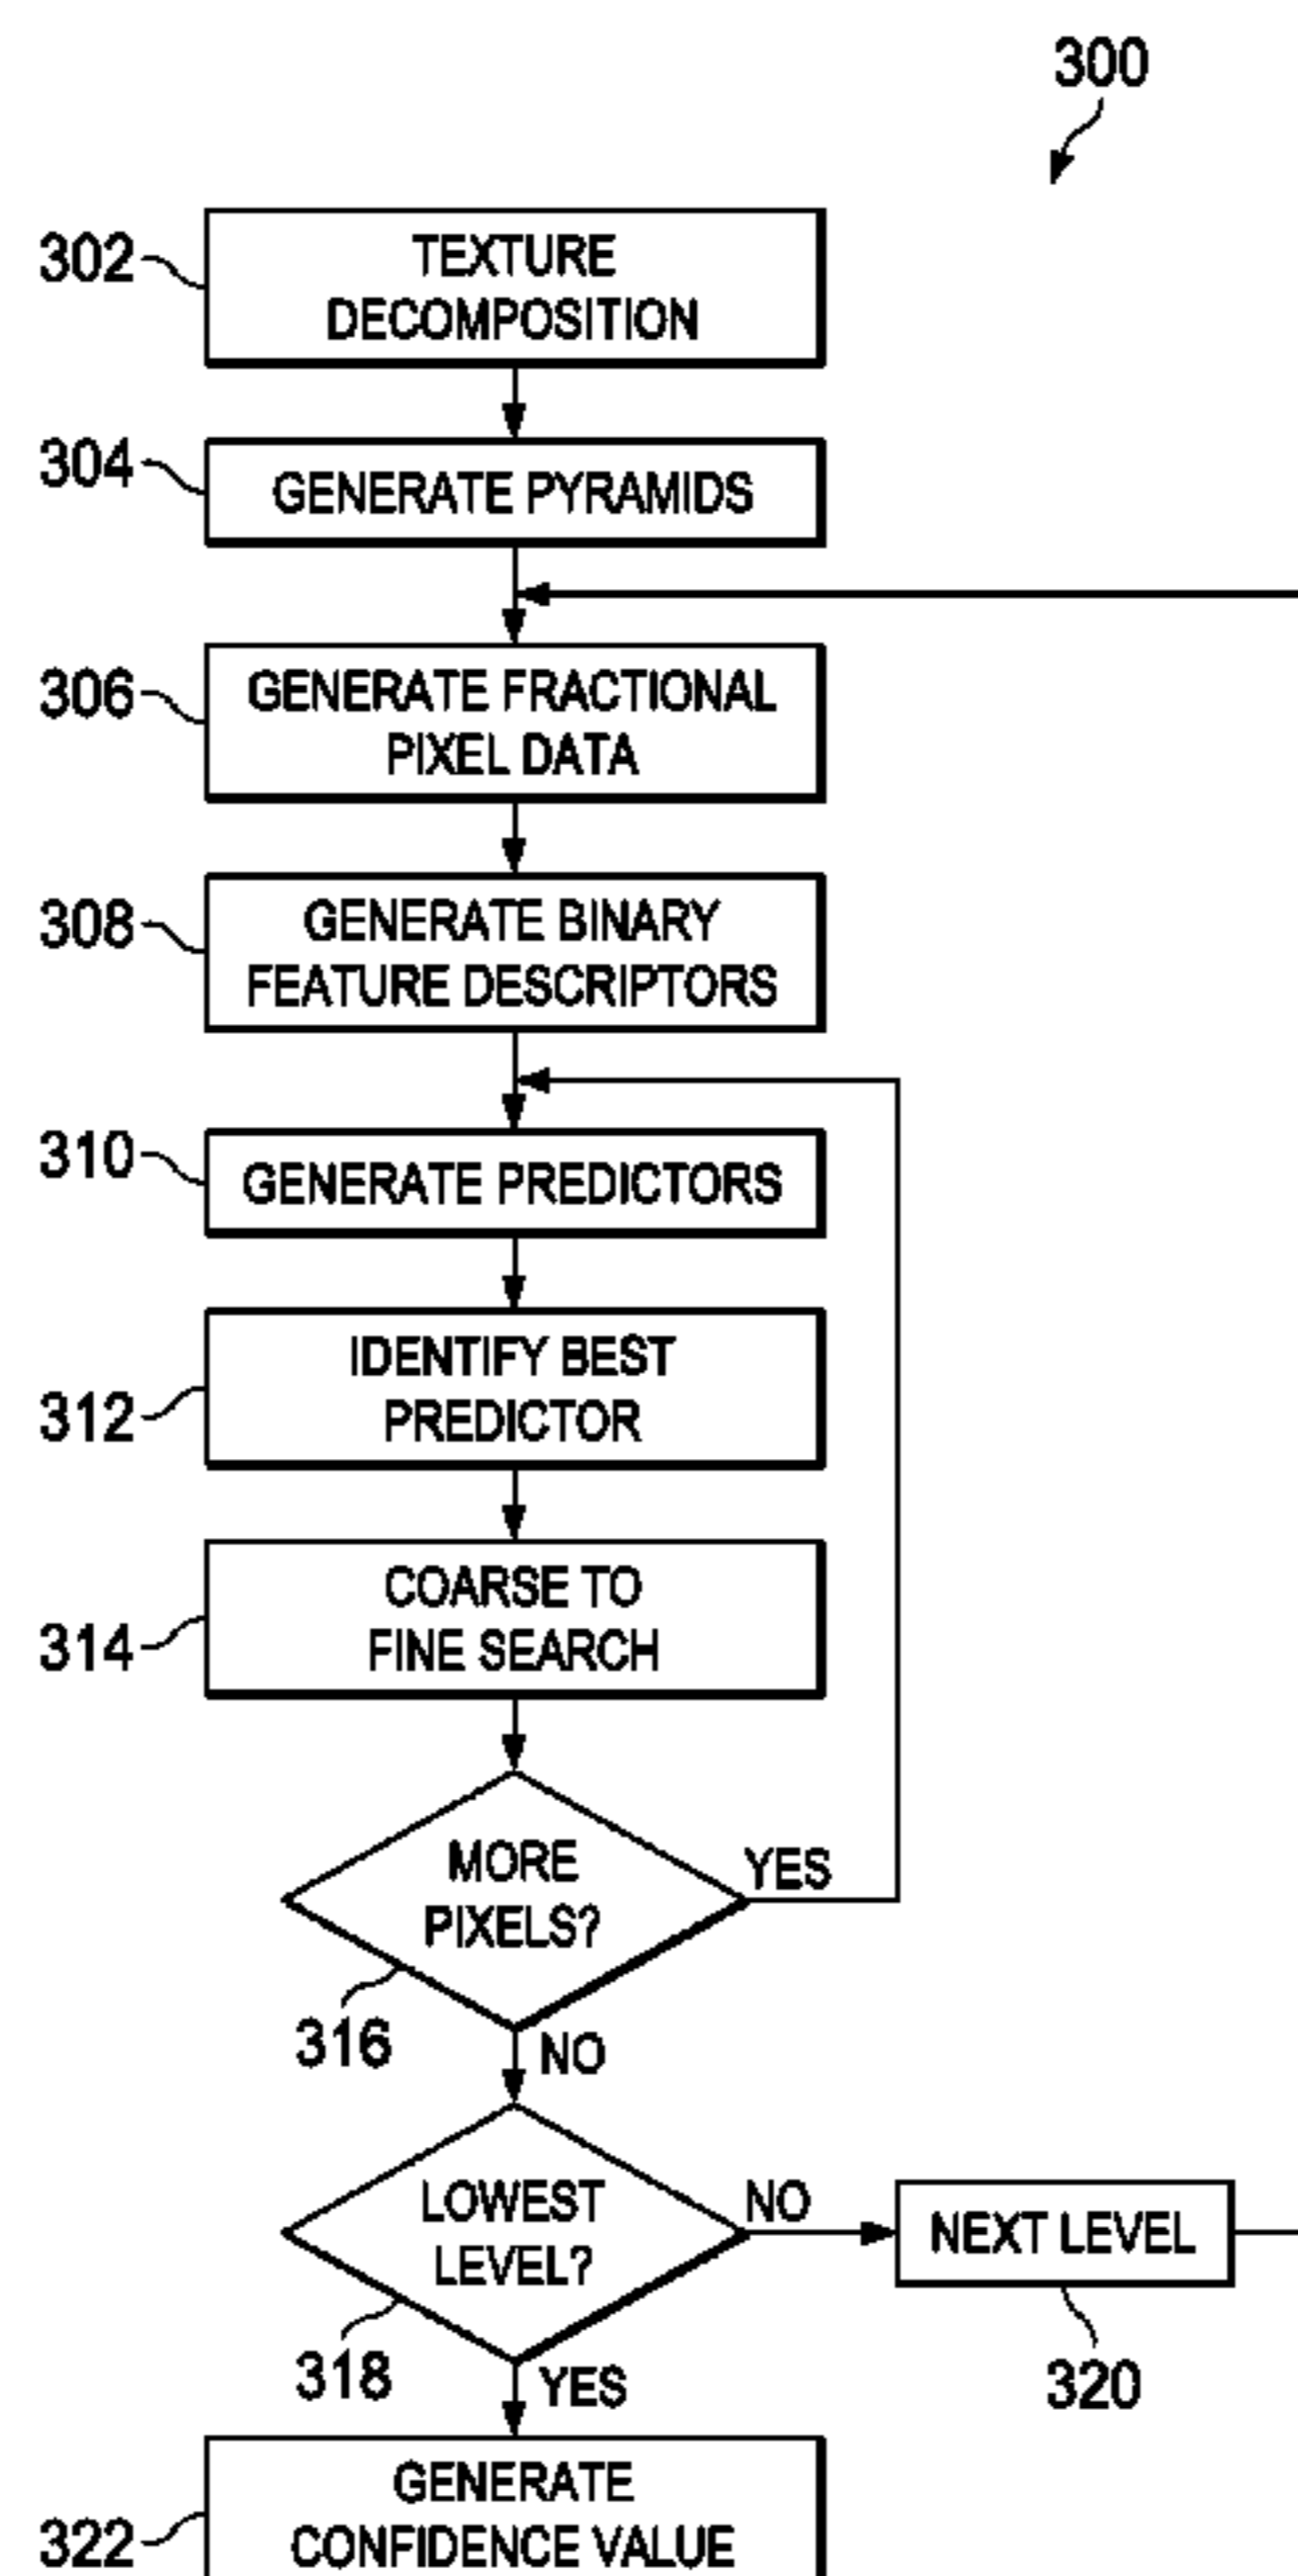 300
302
TEXTURE
DECOMPOSITION
304
GENERATE PYRAMIDS
306
GENERATE FRACTIONAL
PIXEL DATA
308
GENERATE BINARY
FEATURE DESCRIPTORS
310
GENERATE PREDICTORS
312
IDENTIFY BEST
PREDICTOR
314
COARSE TO
FINE SEARCH
MORE
PIXELS?
YES
316
NO
LOWEST
LEVEL?
NO
NEXT LEVEL
318
320
YES
322
GENERATE
CONFIDENCE VALUE